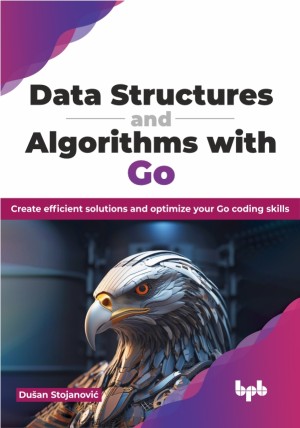 Data Structures
and
Algorithms with
Go
Create efficient solutions and optimize your Go coding skills
Dušan Stojanović
bpb